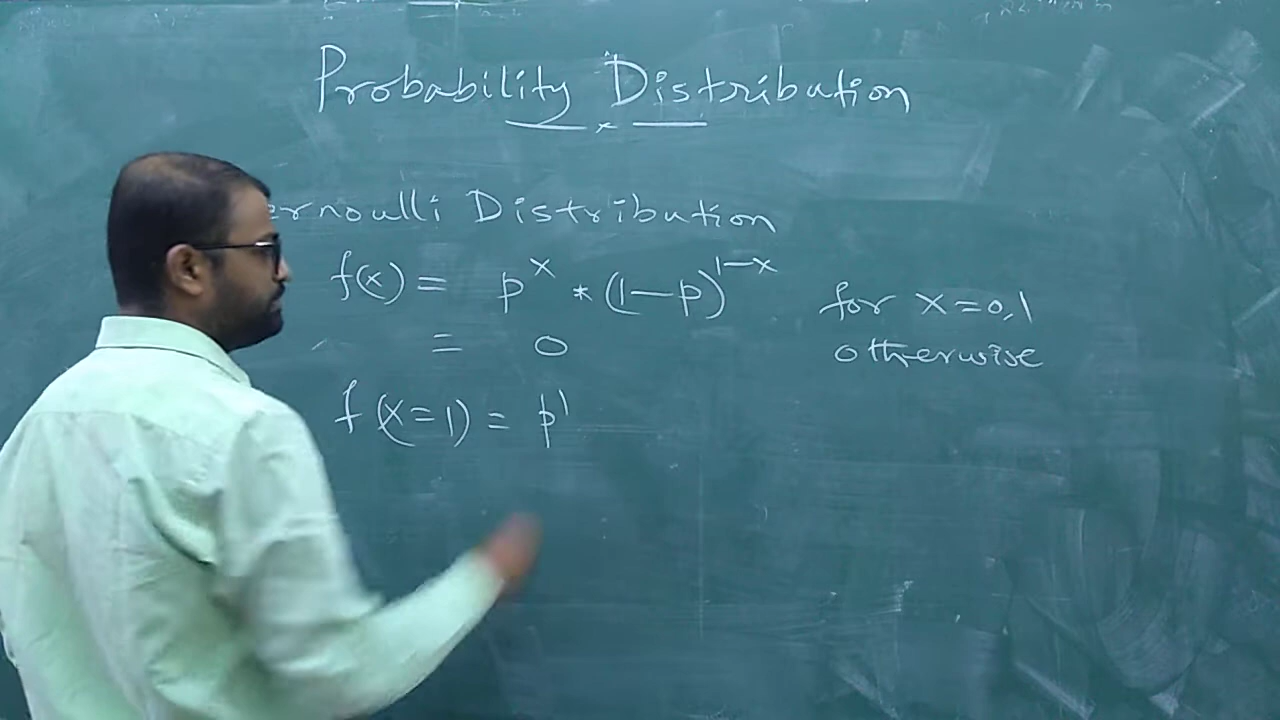 Probability Distribution
ernoulli Distribution
f(x) = p^x * (1-p)^{1-x} for x=0,1
= 0 otherwise
f(x=1) = p^1